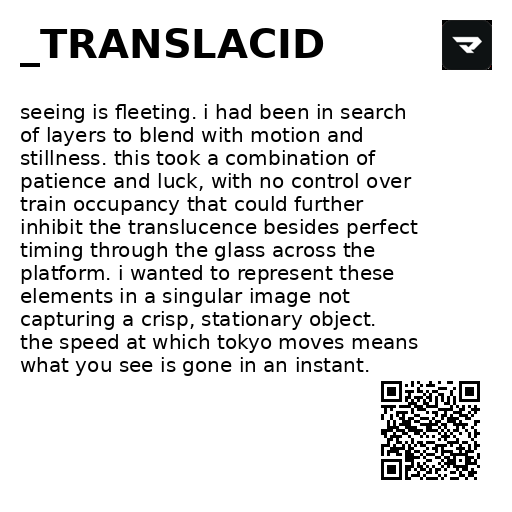 _TRANSLACID
seeing is fleeting. i had been in search
of layers to blend with motion and
stillness. this took a combination of
patience and luck, with no control over
train occupancy that could further
inhibit the translucence besides perfect
timing through the glass across the
platform. i wanted to represent these
elements in a singular image not
capturing a crisp, stationary object.
the speed at which tokyo moves means
what you see is gone in an instant.